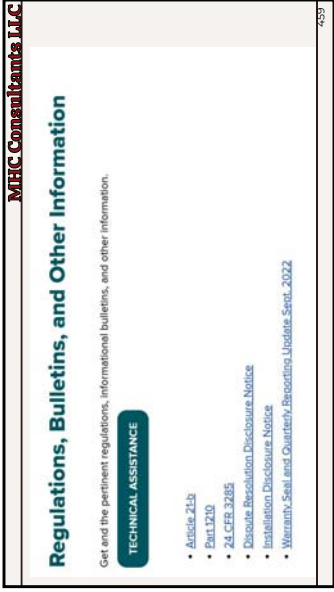 MHC Consultants LLC
Regulations, Bulletins, and Other Information
Get and the pertinent regulations, informational bulletins, and other information.
TECHNICAL ASSISTANCE
• Article 21-b
• Part 1210
• 24 CFR 3285
• Dispute Resolution Disclosure Notice
• Installation Disclosure Notice
• Warranty Seal and Quarterly Reporting Update Sept. 2022
459